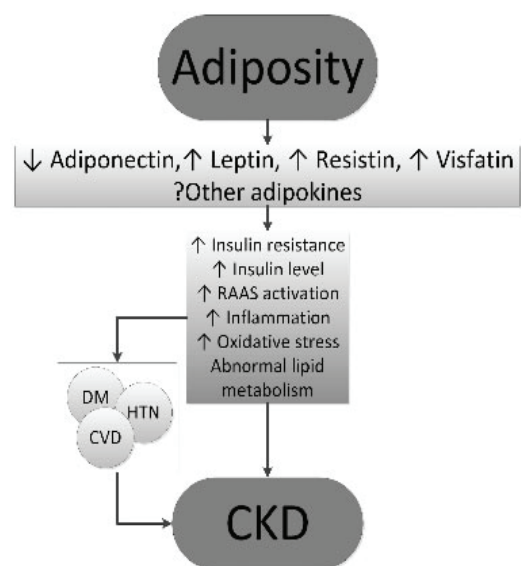 Adiposity
↓ Adiponectin,↑ Leptin, ↑ Resistin, ↑ Visfatin
?Other adipokines
↑ Insulin resistance
↑ Insulin level
↑ RAAS activation
↑ Inflammation
↑ Oxidative stress
Abnormal lipid
metabolism
DM
HTN
CVD
CKD